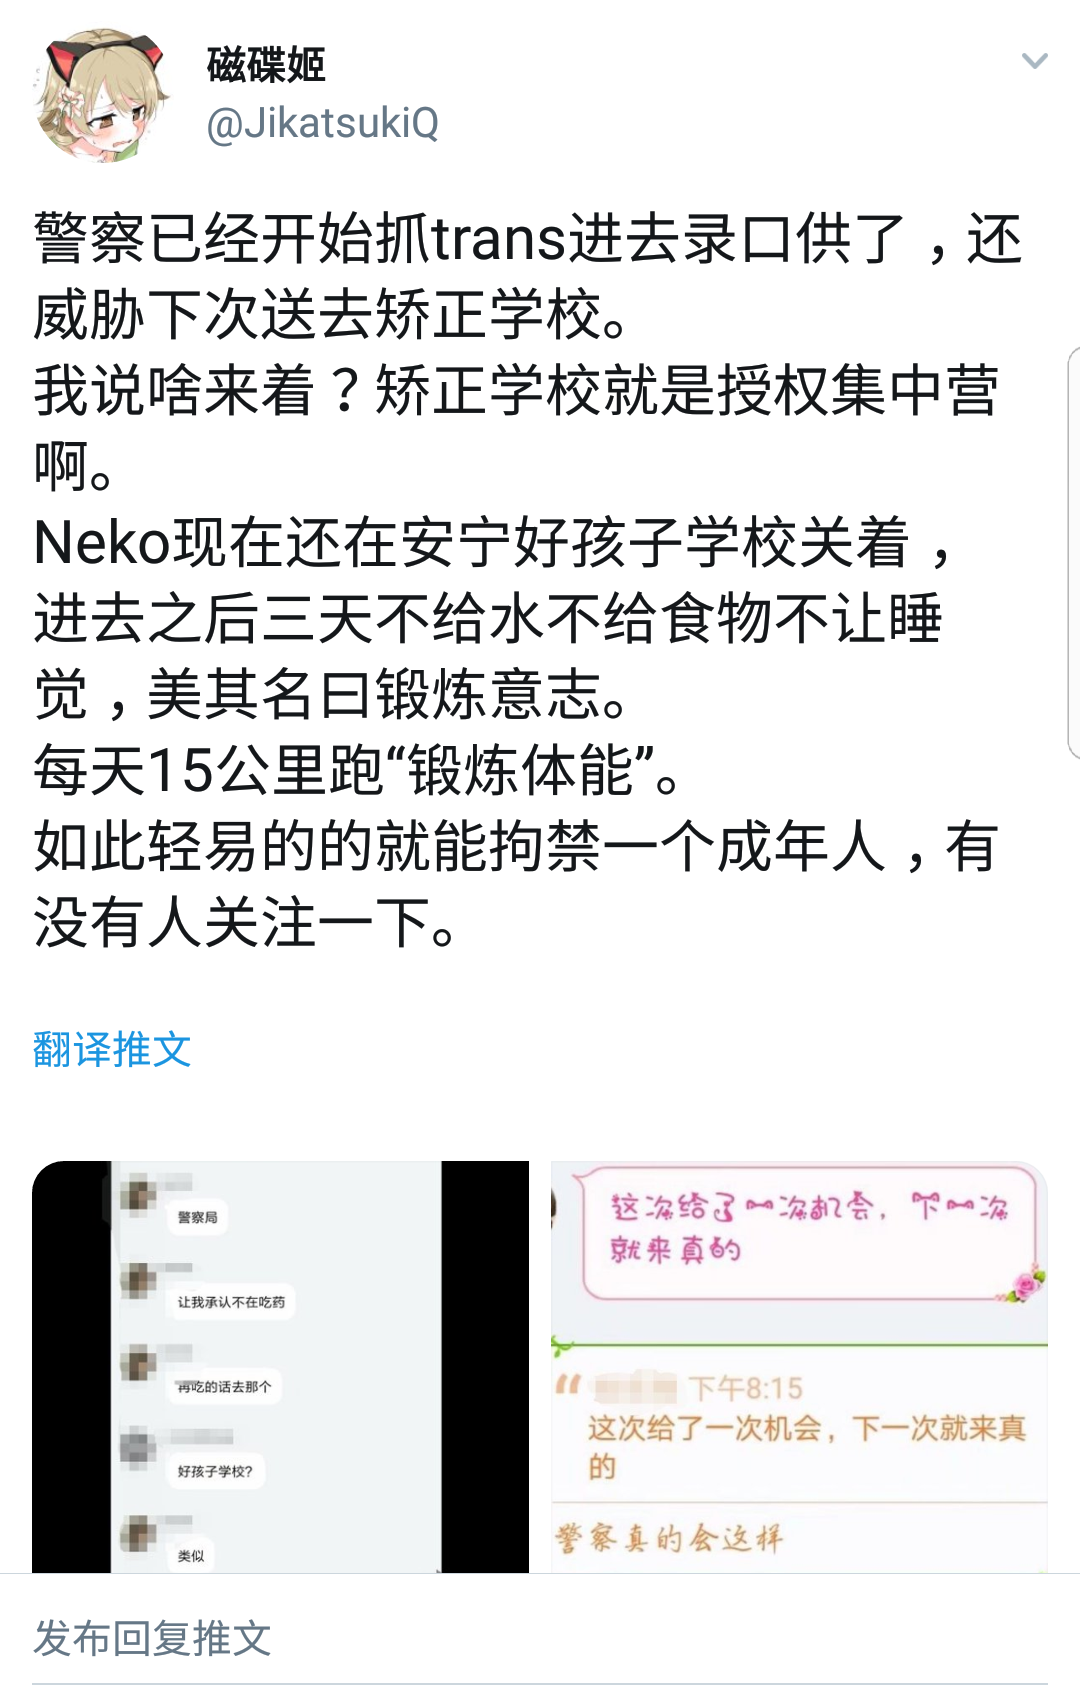 磁碟姬
@JikatsukiQ
警察已经开始抓trans进去录口供了，还
威胁下次送去矫正学校。
我说啥来着？矫正学校就是授权集中营
啊。
Neko现在还在安宁好孩子学校关着，
进去之后三天不给水不给食物不让睡
觉，美其名曰锻炼意志。
每天15公里跑“锻炼体能”。
如此轻易的的就能拘禁一个成年人，有
没有人关注一下。
翻译推文
警察局
让我承认不在吃药
再吃的话去那个
好孩子学校?
类似
这次给了一次机会，下一次
就来真的
下午8:15
这次给了一次机会，下一次就来真
的
警察真的会这样
发布回复推文